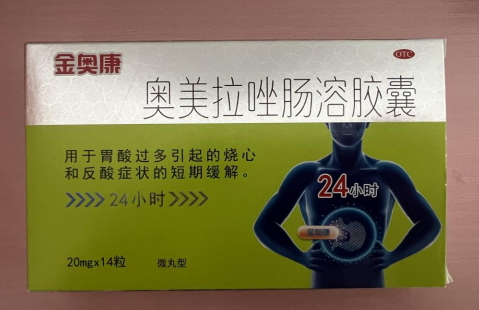 金奥康
OTC
奥美拉唑肠溶胶囊
用于胃酸过多引起的烧心
和反酸症状的短期缓解。
>>>> 24小时 >>>>
24小时
金奥康
20mgx14粒
微丸型